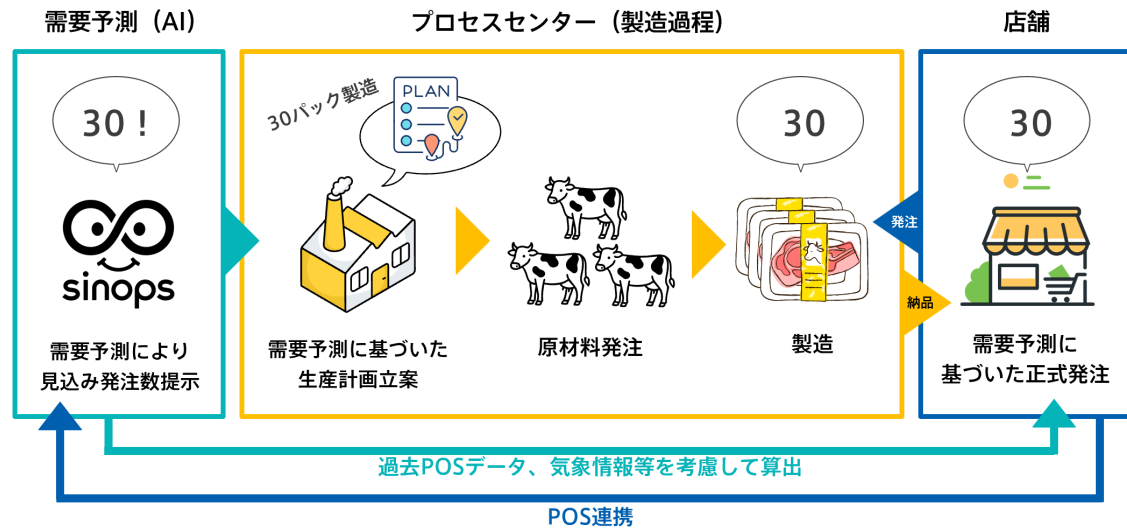 需要予測（AI）
プロセスセンター（製造過程）
店舗
30！
30パック製造
PLAN
30
30
sinops
発注
納品
需要予測により
見込み発注数提示
需要予測に基づいた
生産計画立案
原材料発注
製造
需要予測に
基づいた正式発注
過去POSデータ、気象情報等を考慮して算出
POS連携